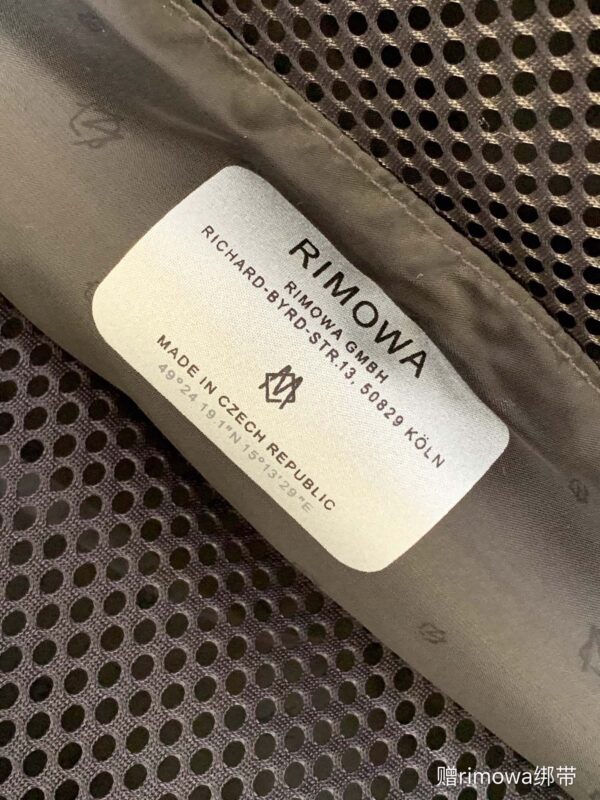 RIMOWA
RIMOWA GMBH
RICHARD-BYRD-STR.13, 50829 KÖLN
MADE IN CZECH REPUBLIC
49°24 19.1"N 15°13'29"E
赠rimowa绑带